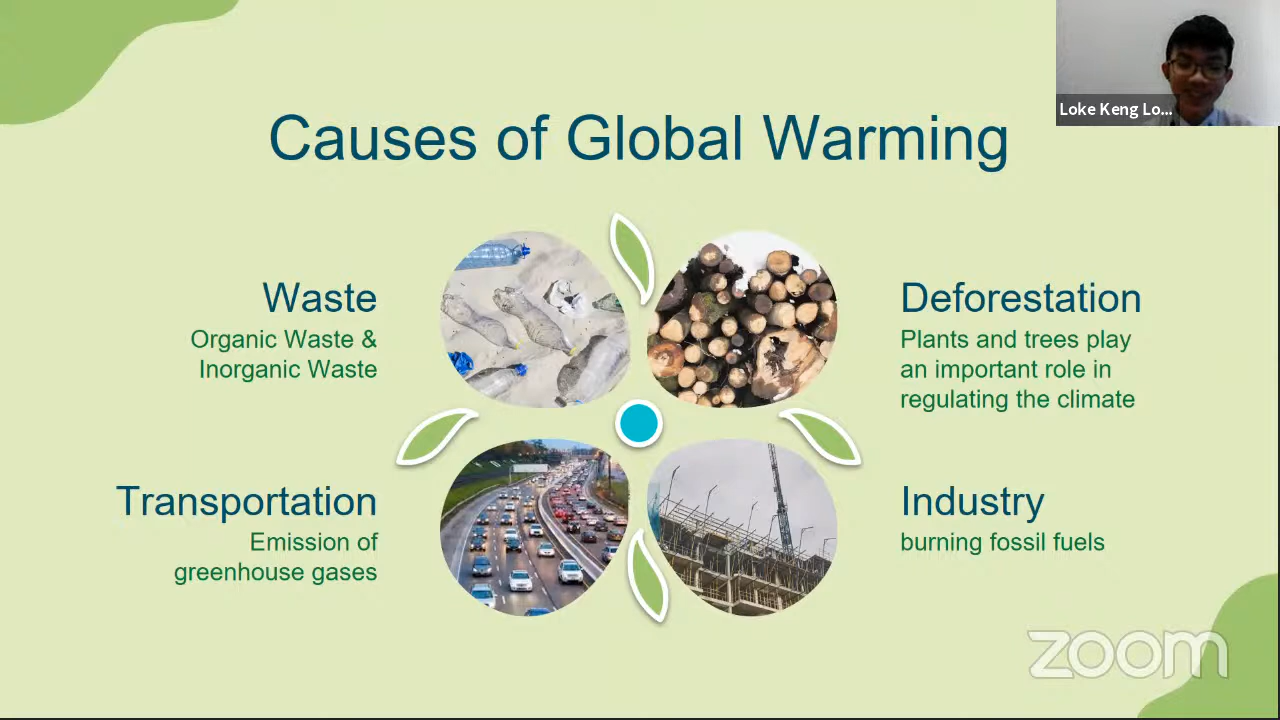 Loke Keng Lo...
Causes of Global Warming
Waste
Organic Waste &
Inorganic Waste
Deforestation
Plants and trees play
an important role in
regulating the climate
Transportation
Emission of
greenhouse gases
Industry
burning fossil fuels
zoom